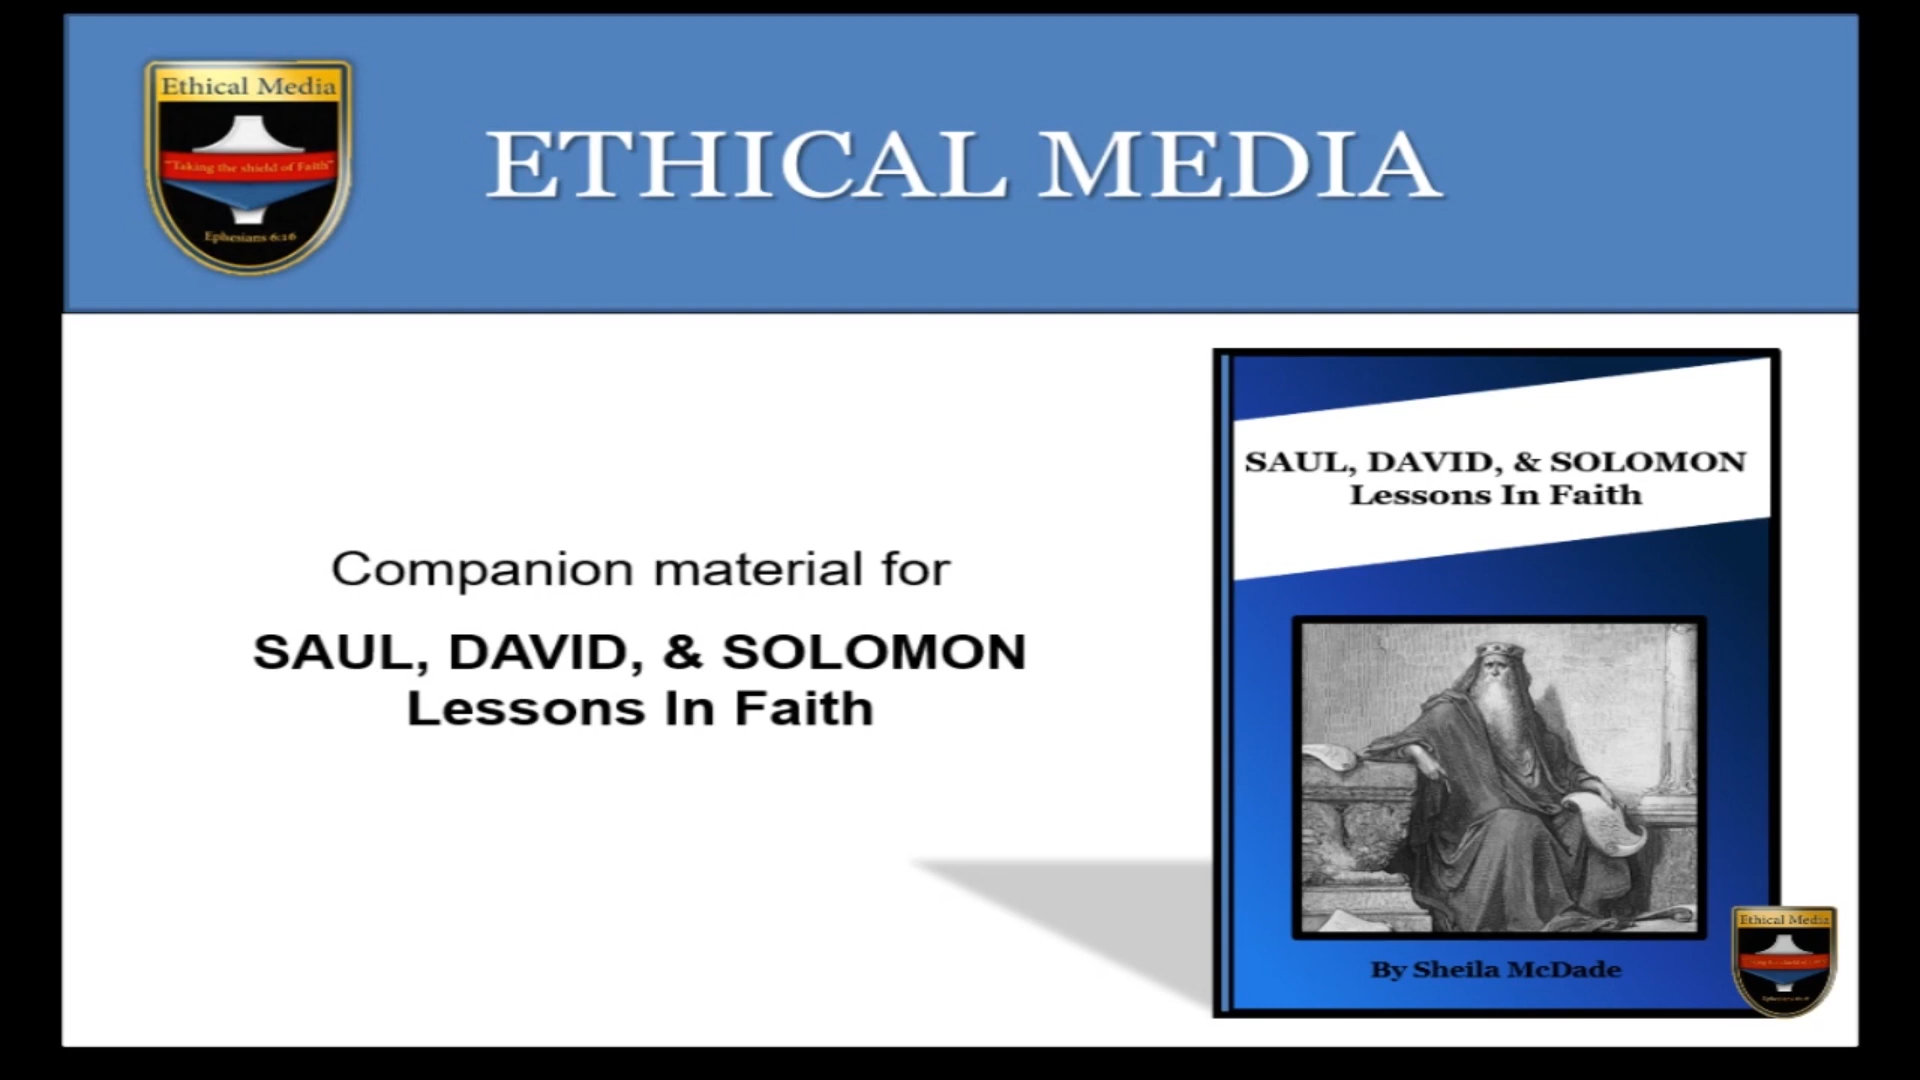 Ethical Media
"Taking the shield of Faith"
Ephesians 6:16
ETHICAL MEDIA
Companion material for
SAUL, DAVID, & SOLOMON
Lessons In Faith
SAUL, DAVID, & SOLOMON
Lessons In Faith
By Sheila McDade
Ethical Media